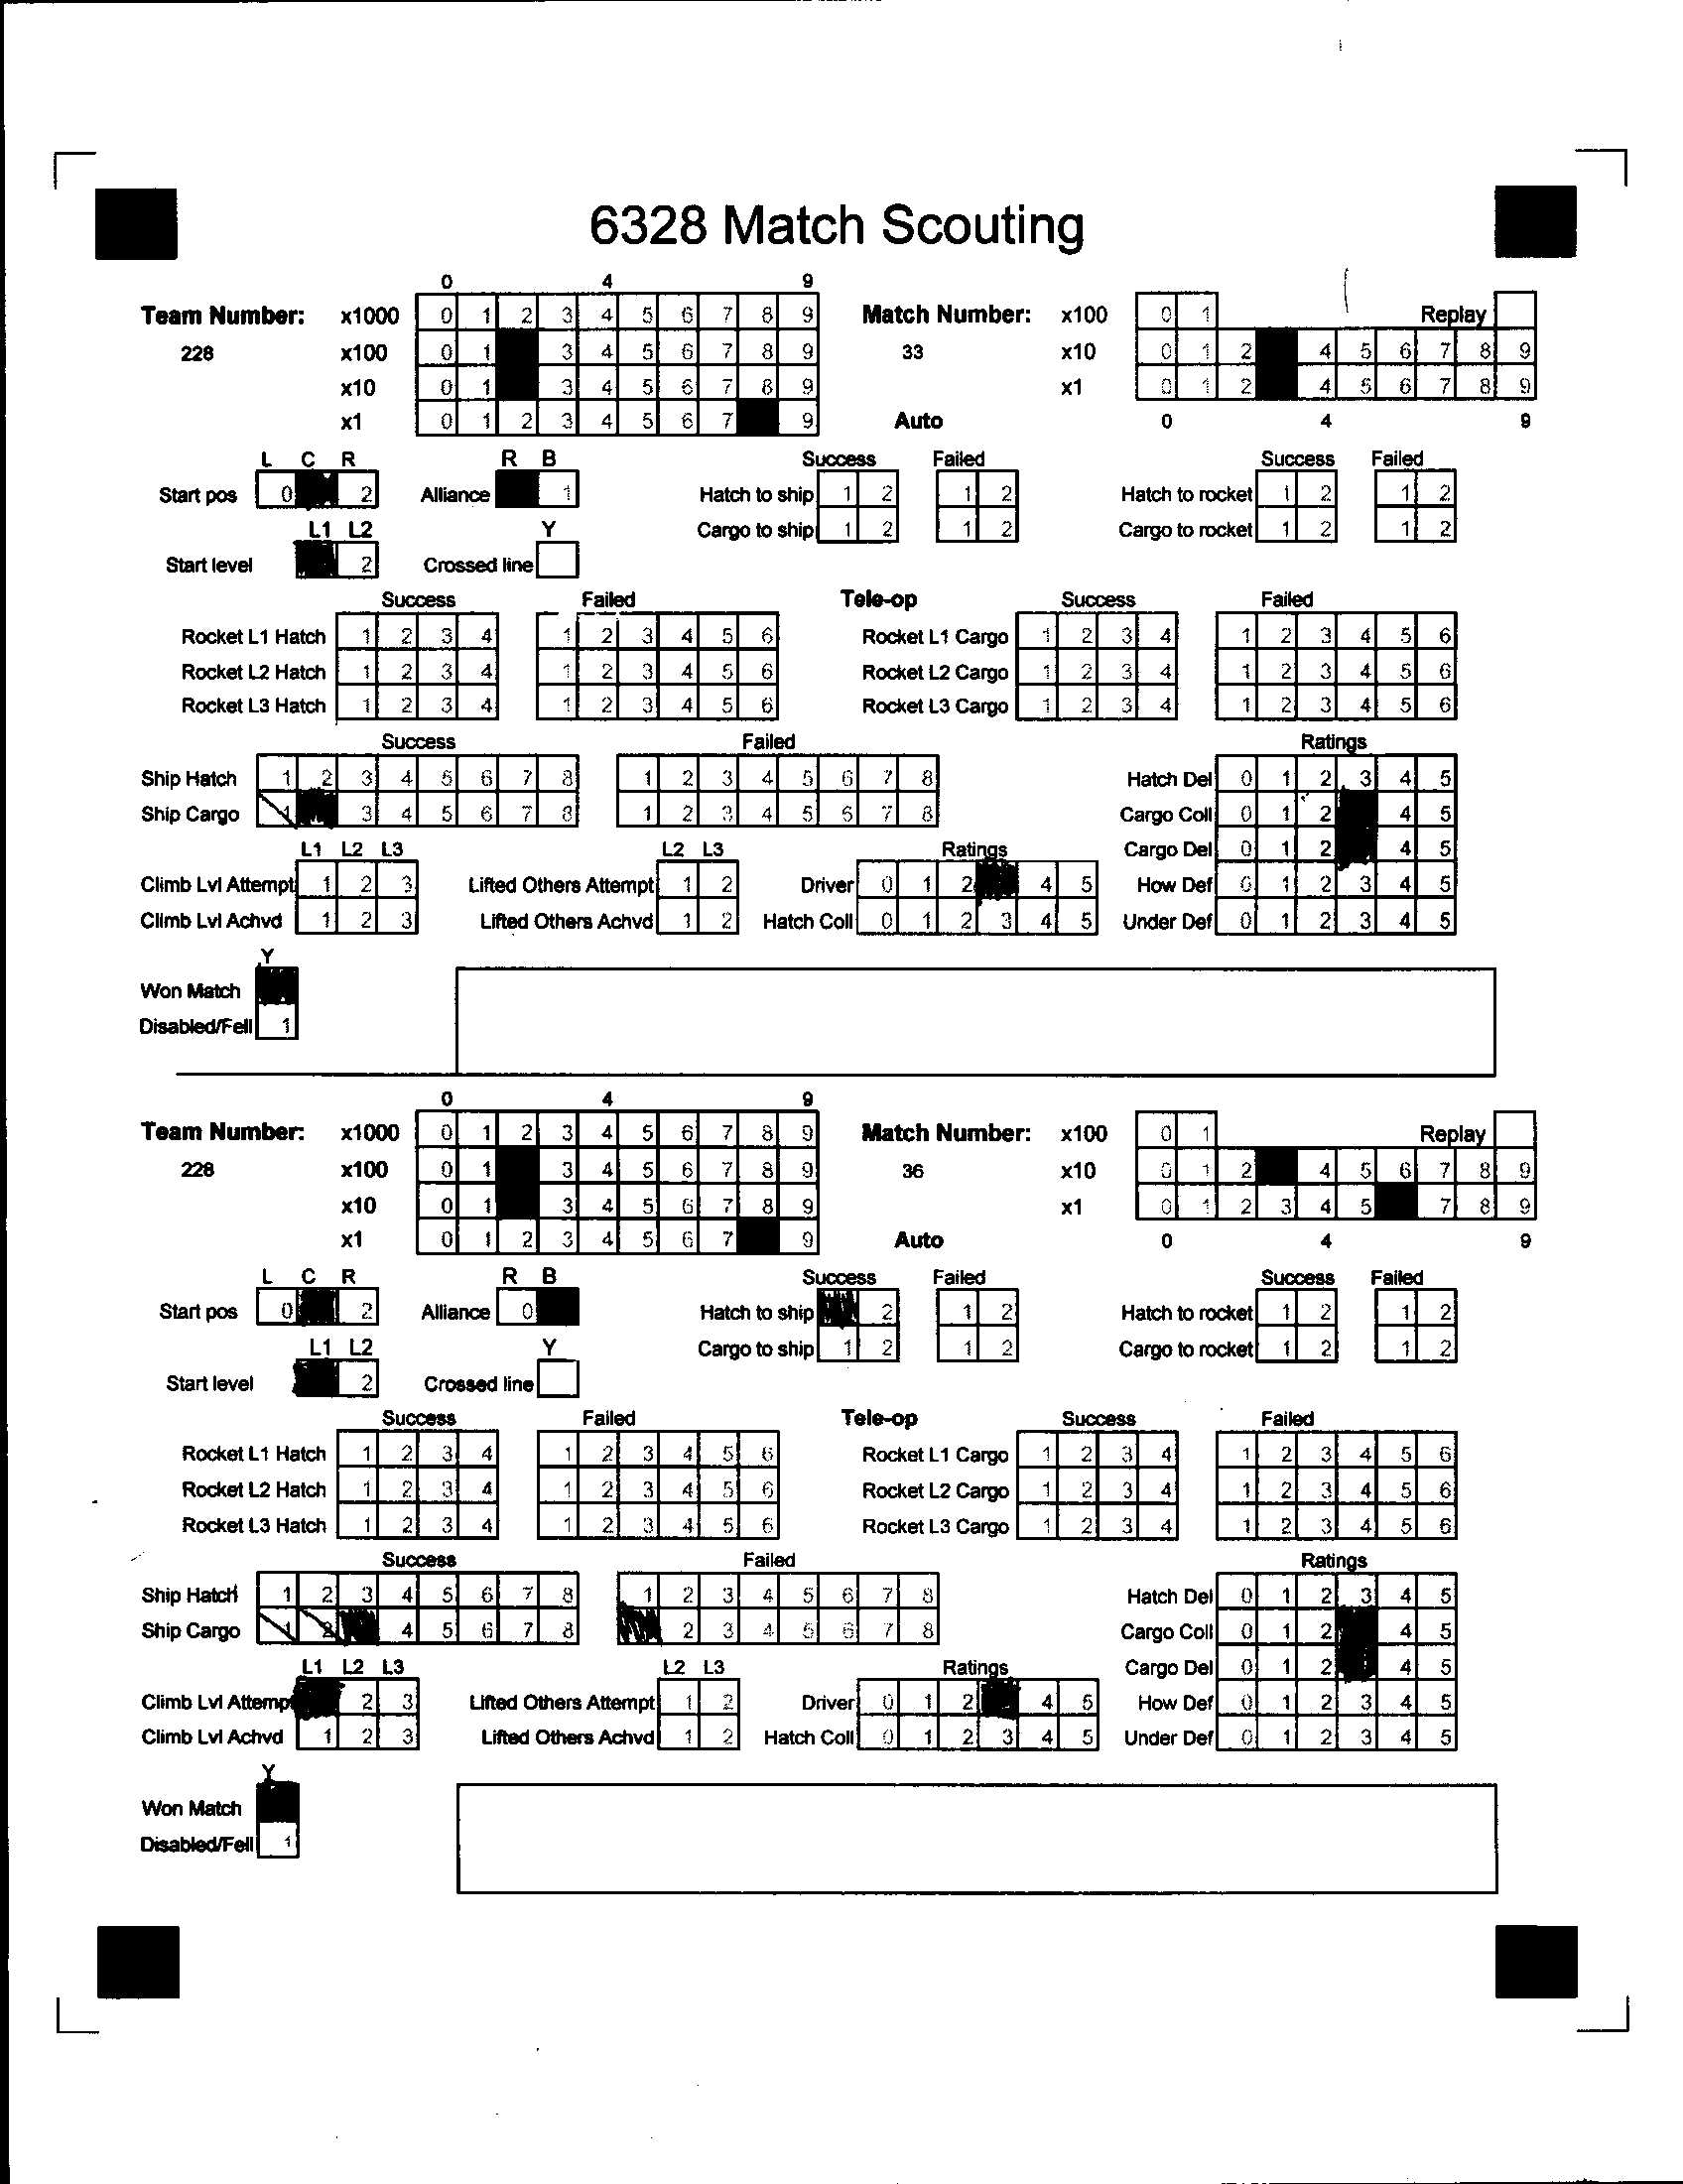 6328 Match Scouting
0 4 9
Team Number: x1000 0 1 2 3 4 5 6 7 8 9 Match Number: x100 0 1 Replay
228 x100 0 1 3 4 5 6 7 8 9 33 x10 0 1 2 4 5 6 7 8 9
x10 0 1 3 4 5 6 7 8 9 x1 0 1 2 4 5 6 7 8 9
x1 0 1 2 3 4 5 6 7 9 Auto 0 4 9
L C R R B Success Failed Success Failed
Start pos 0 2 Alliance 1 Hatch to ship 1 2 1 2 Hatch to rocket 1 2 1 2
L1 L2 Y Cargo to ship 1 2 1 2 Cargo to rocket 1 2 1 2
Start level 2 Crossed line
Success Failed Tele-op Success Failed
Rocket L1 Hatch 1 2 3 4 1 2 3 4 5 6 Rocket L1 Cargo 1 2 3 4 1 2 3 4 5 6
Rocket L2 Hatch 1 2 3 4 1 2 3 4 5 6 Rocket L2 Cargo 1 2 3 4 1 2 3 4 5 6
Rocket L3 Hatch 1 2 3 4 1 2 3 4 5 6 Rocket L3 Cargo 1 2 3 4 1 2 3 4 5 6
Success Failed Ratings
Ship Hatch 1 2 3 4 5 6 7 8 1 2 3 4 5 6 7 8 Hatch Del 0 1 2 3 4 5
Ship Cargo 1 3 4 5 6 7 8 1 2 3 4 5 6 7 8 Cargo Coll 0 1 2 4 5
L1 L2 L3 L2 L3 Ratings Cargo Del 0 1 2 4 5
Climb Lvl Attempt 1 2 3 Lifted Others Attempt 1 2 Driver 0 1 2 4 5 How Def 0 1 2 3 4 5
Climb Lvl Achvd 1 2 3 Lifted Others Achvd 1 2 Hatch Coll 0 1 2 3 4 5 Under Def 0 1 2 3 4 5
Y
Won Match
Disabled/Fell 1
0 4 9
Team Number: x1000 0 1 2 3 4 5 6 7 8 9 Match Number: x100 0 1 Replay
228 x100 0 1 3 4 5 6 7 8 9 36 x10 0 1 2 4 5 6 7 8 9
x10 0 1 3 4 5 6 7 8 9 x1 0 1 2 3 4 5 7 8 9
x1 0 1 2 3 4 5 6 7 9 Auto 0 4 9
L C R R B Success Failed Success Failed
Start pos 0 2 Alliance 0 Hatch to ship 2 1 2 Hatch to rocket 1 2 1 2
L1 L2 Y Cargo to ship 1 2 1 2 Cargo to rocket 1 2 1 2
Start level 2 Crossed line
Success Failed Tele-op Success Failed
Rocket L1 Hatch 1 2 3 4 1 2 3 4 5 6 Rocket L1 Cargo 1 2 3 4 1 2 3 4 5 6
Rocket L2 Hatch 1 2 3 4 1 2 3 4 5 6 Rocket L2 Cargo 1 2 3 4 1 2 3 4 5 6
Rocket L3 Hatch 1 2 3 4 1 2 3 4 5 6 Rocket L3 Cargo 1 2 3 4 1 2 3 4 5 6
Success Failed Ratings
Ship Hatch 1 2 3 4 5 6 7 8 1 2 3 4 5 6 7 8 Hatch Del 0 1 2 3 4 5
Ship Cargo 1 2 4 5 6 7 8 2 3 4 5 6 7 8 Cargo Coll 0 1 2 4 5
L1 L2 L3 L2 L3 Ratings Cargo Del 0 1 2 4 5
Climb Lvl Attempt 2 3 Lifted Others Attempt 1 2 Driver 0 1 2 4 5 How Def 0 1 2 3 4 5
Climb Lvl Achvd 1 2 3 Lifted Others Achvd 1 2 Hatch Coll 0 1 2 3 4 5 Under Def 0 1 2 3 4 5
Y
Won Match
Disabled/Fell 1